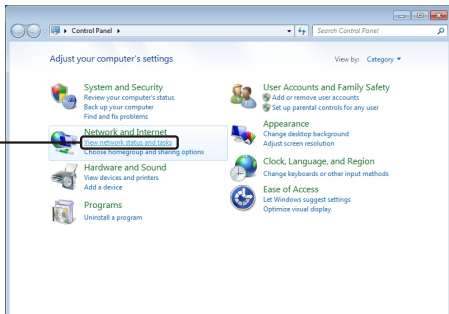 Control Panel
Search Control Panel
Adjust your computer's settings
View by: Category
System and Security
Review your computer's status
Back up your computer
Find and fix problems
Network and Internet
View network status and tasks
Choose homegroup and sharing options
Hardware and Sound
View devices and printers
Add a device
Programs
Uninstall a program
User Accounts and Family Safety
Add or remove user accounts
Set up parental controls for any user
Appearance
Change desktop background
Adjust screen resolution
Clock, Language, and Region
Change keyboards or other input methods
Ease of Access
Let Windows suggest settings
Optimize visual display